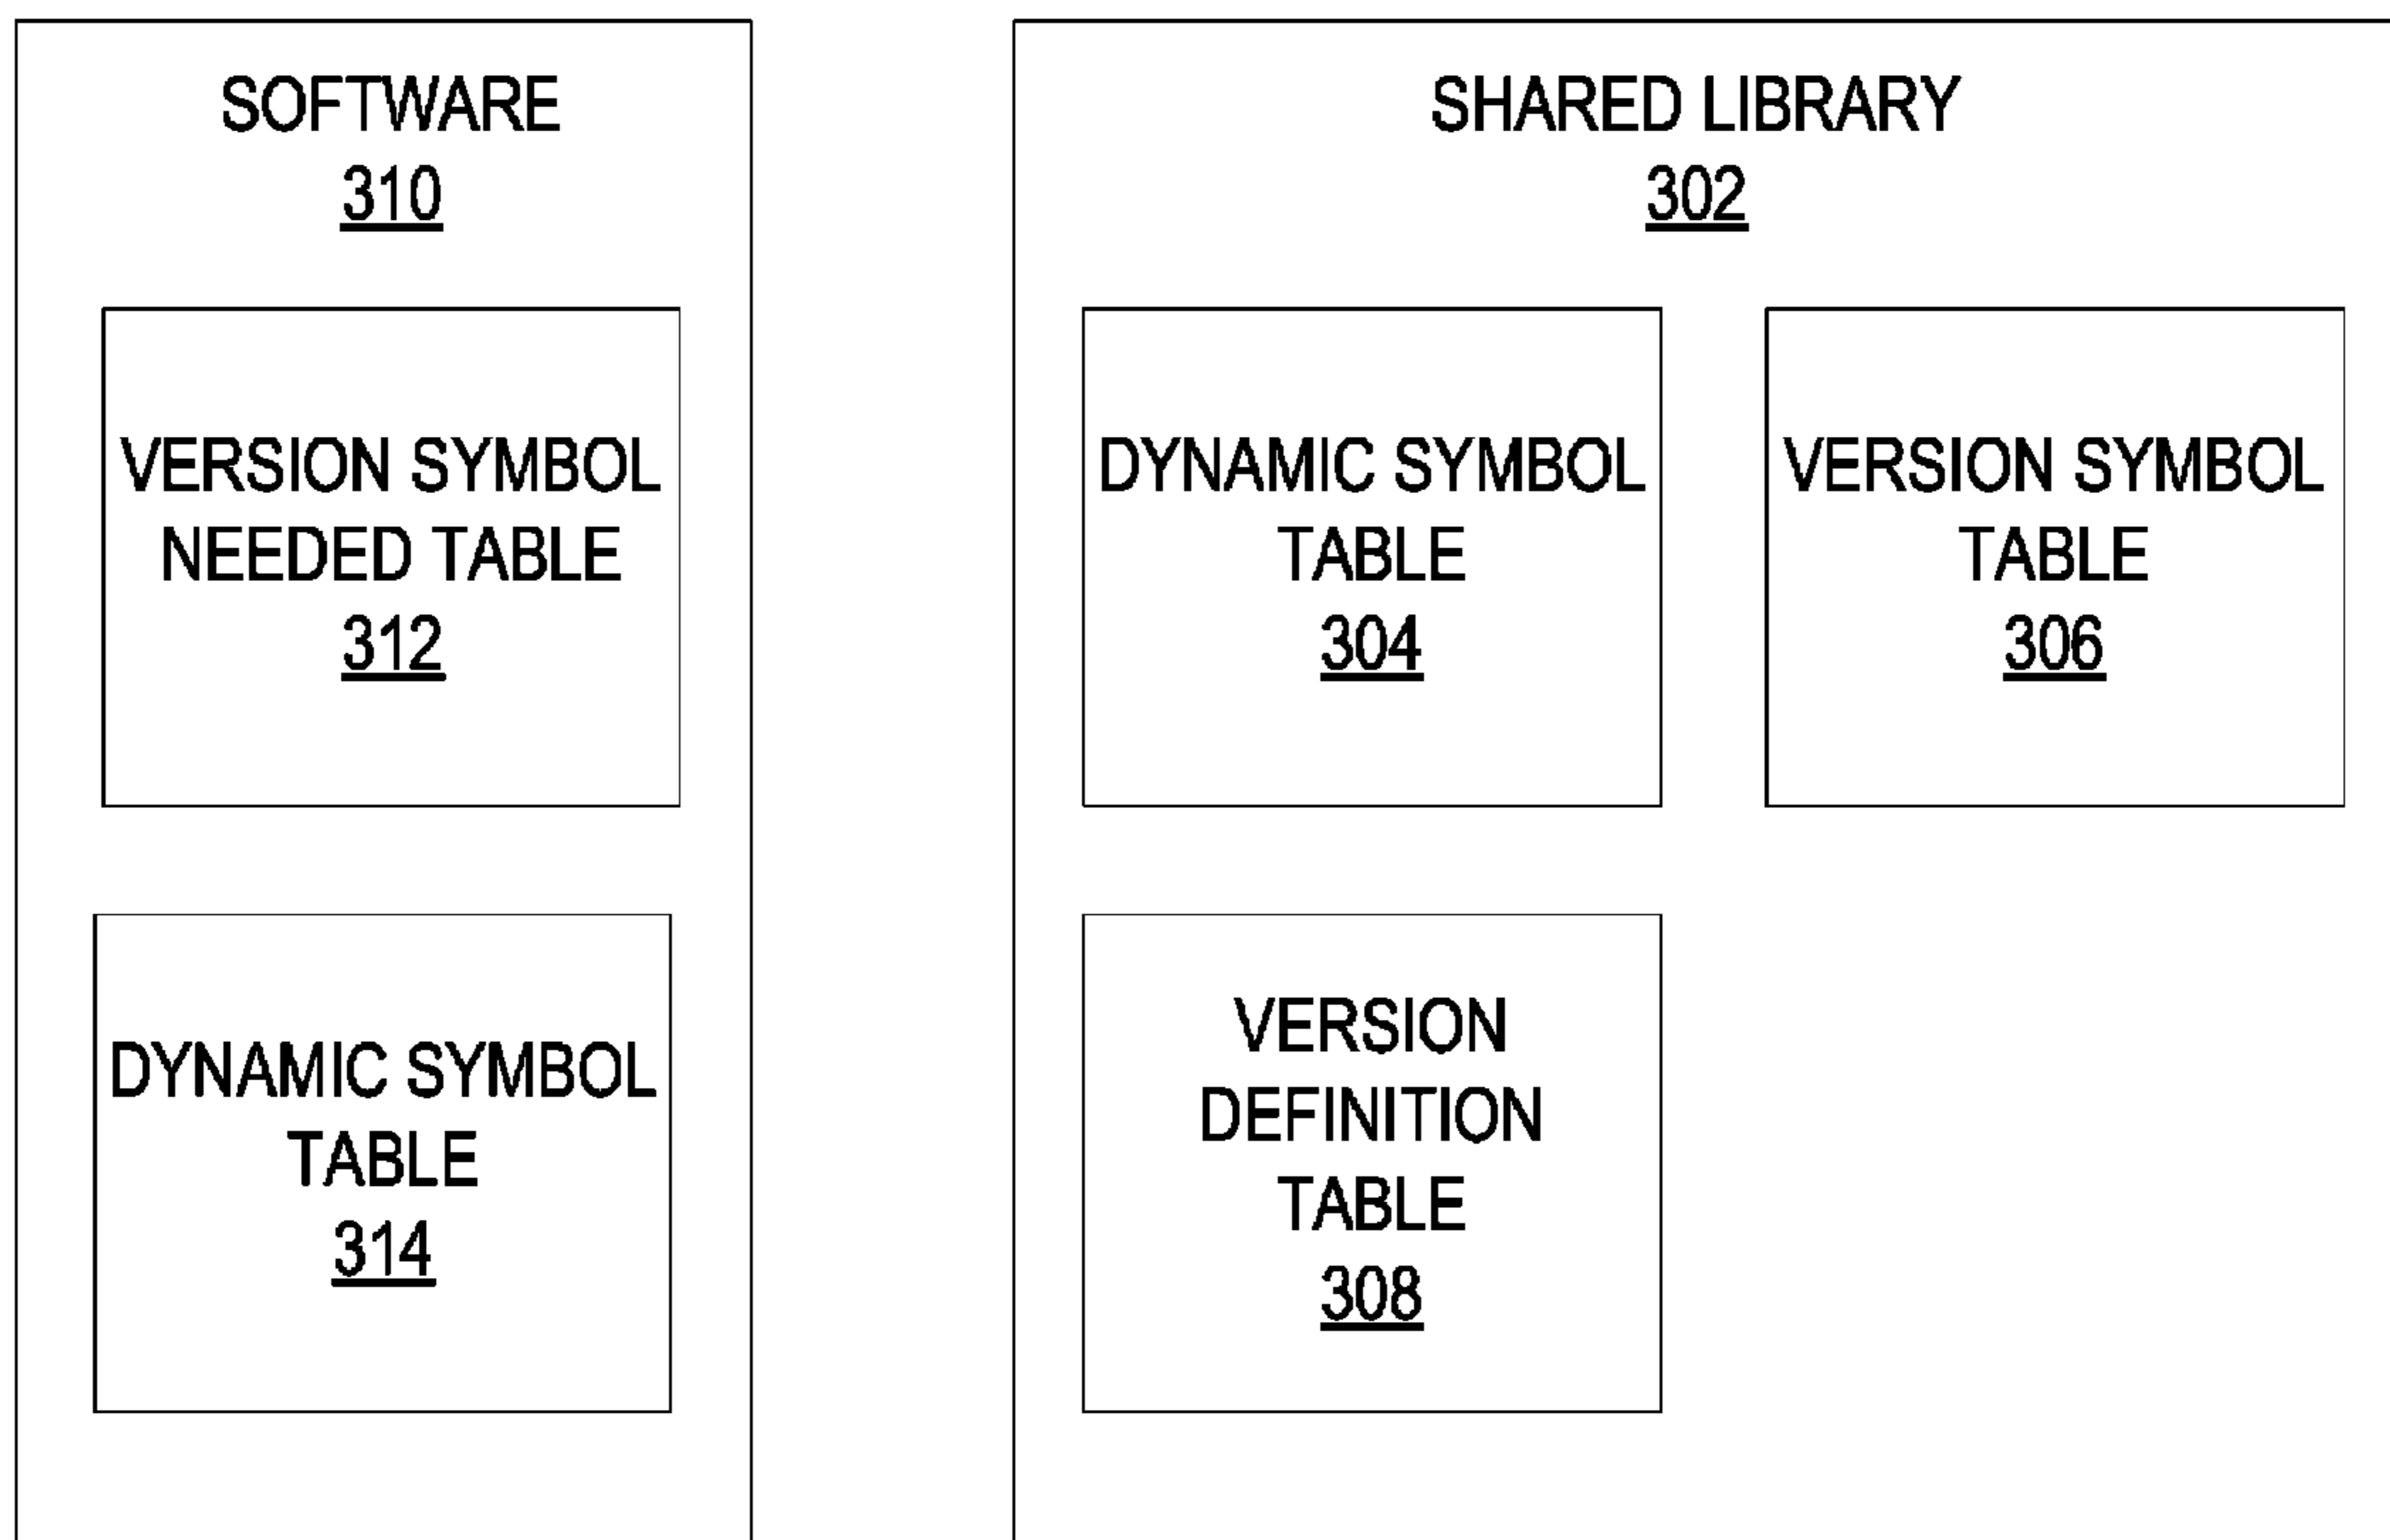 SOFTWARE
310
VERSION SYMBOL
NEEDED TABLE
312
DYNAMIC SYMBOL
TABLE
314
SHARED LIBRARY
302
DYNAMIC SYMBOL
TABLE
304
VERSION SYMBOL
TABLE
306
VERSION
DEFINITION
TABLE
308